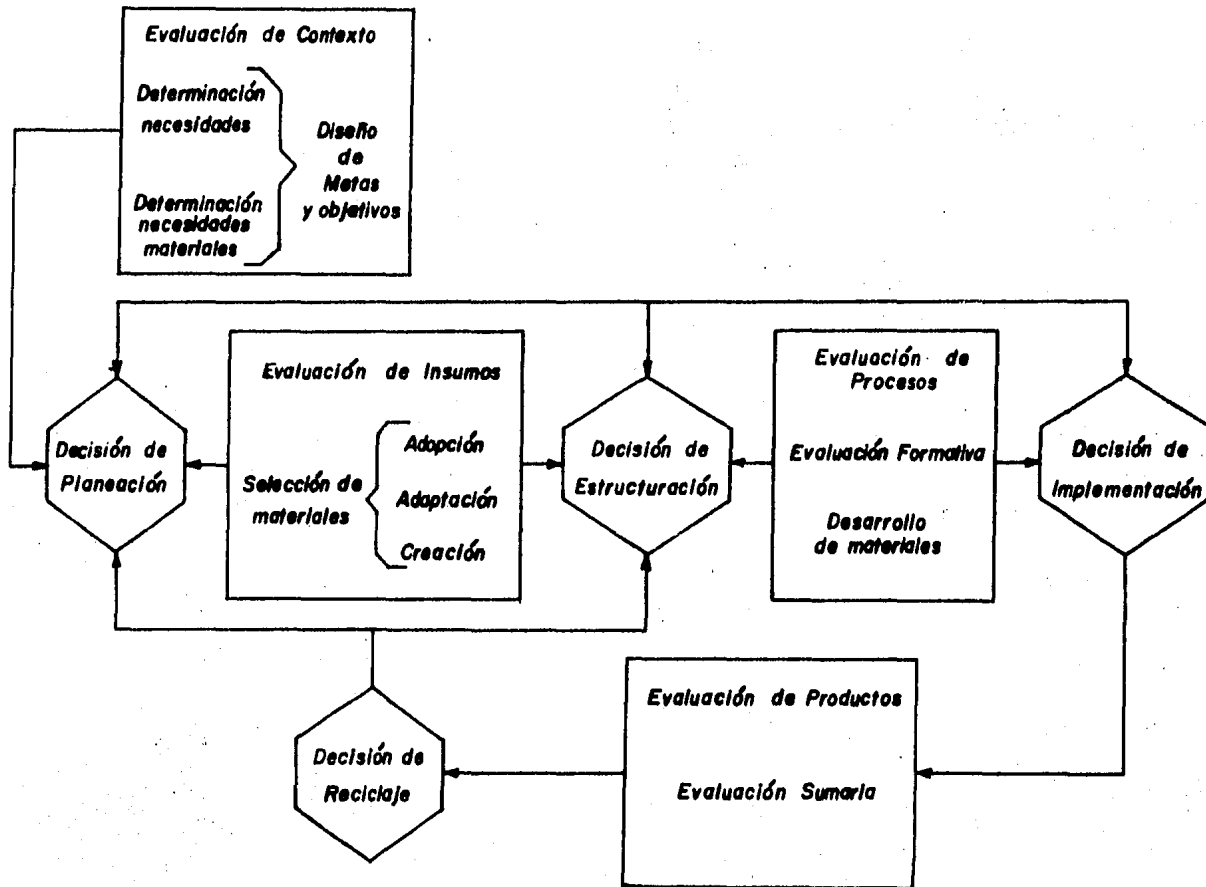 Evaluación de Contexto
Determinación
necesidades
Determinación
necesidades
materiales
Diseño
de
Metas
y objetivos
Decisión de
Planeación
Evaluación de Insumos
Selección de
materiales
Adopción
Adaptación
Creación
Decisión de
Estructuración
Evaluación de
Procesos
Evaluación Formativa
Desarrollo
de materiales
Decisión de
Implementación
Evaluación de Productos
Evaluación Sumaria
Decisión de
Reciclaje